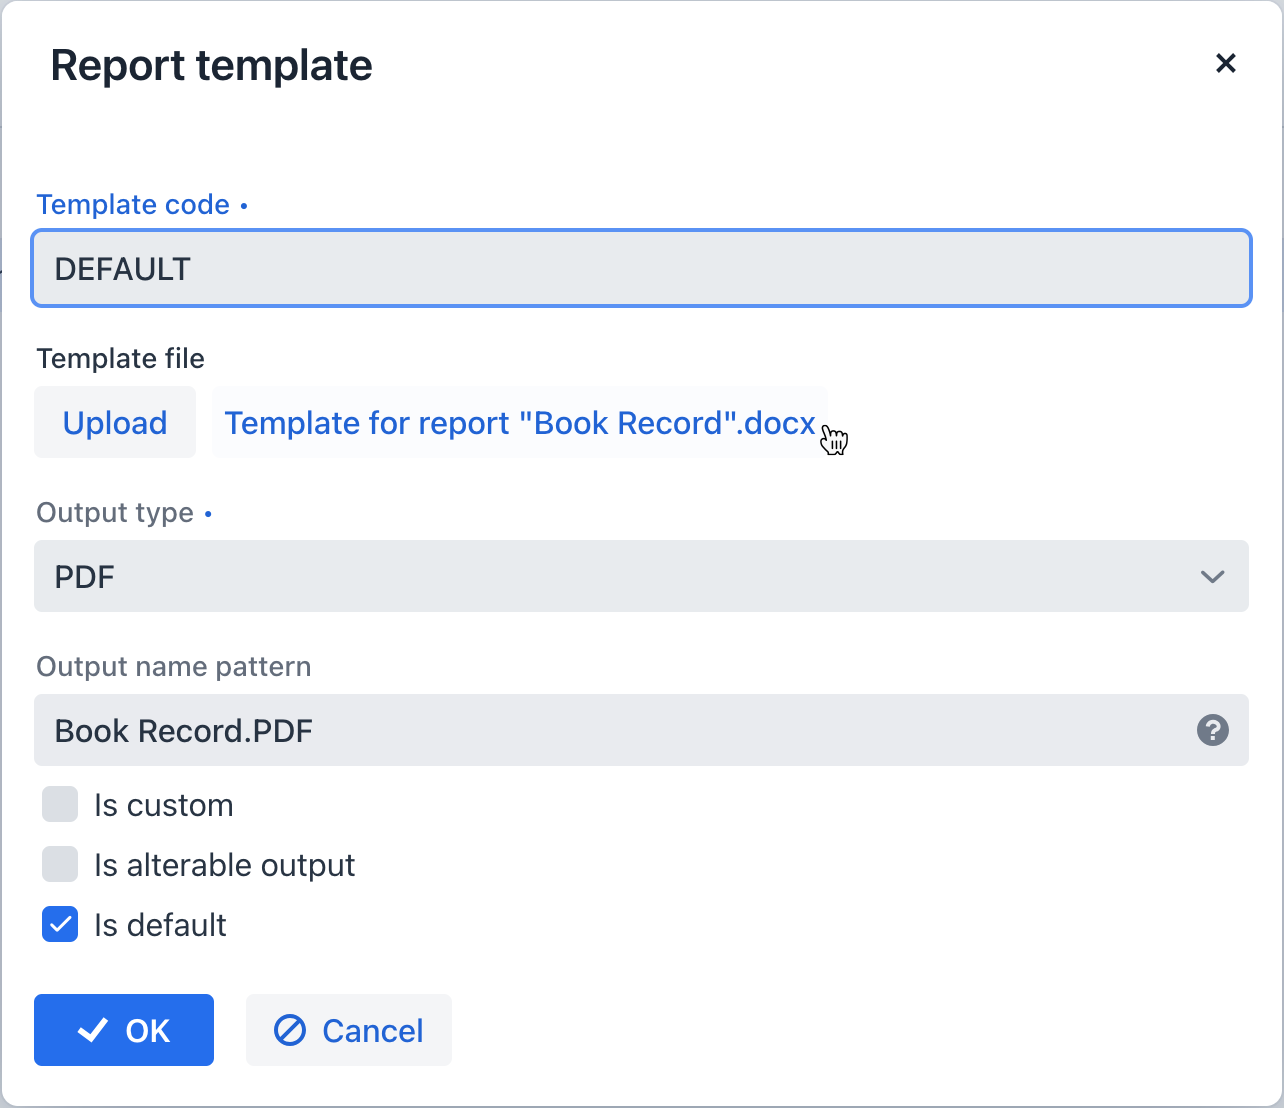 Report template
Template code •
DEFAULT
Template file
Upload Template for report "Book Record".docx
Output type •
PDF
Output name pattern
Book Record.PDF
Is custom
Is alterable output
Is default
OK Cancel